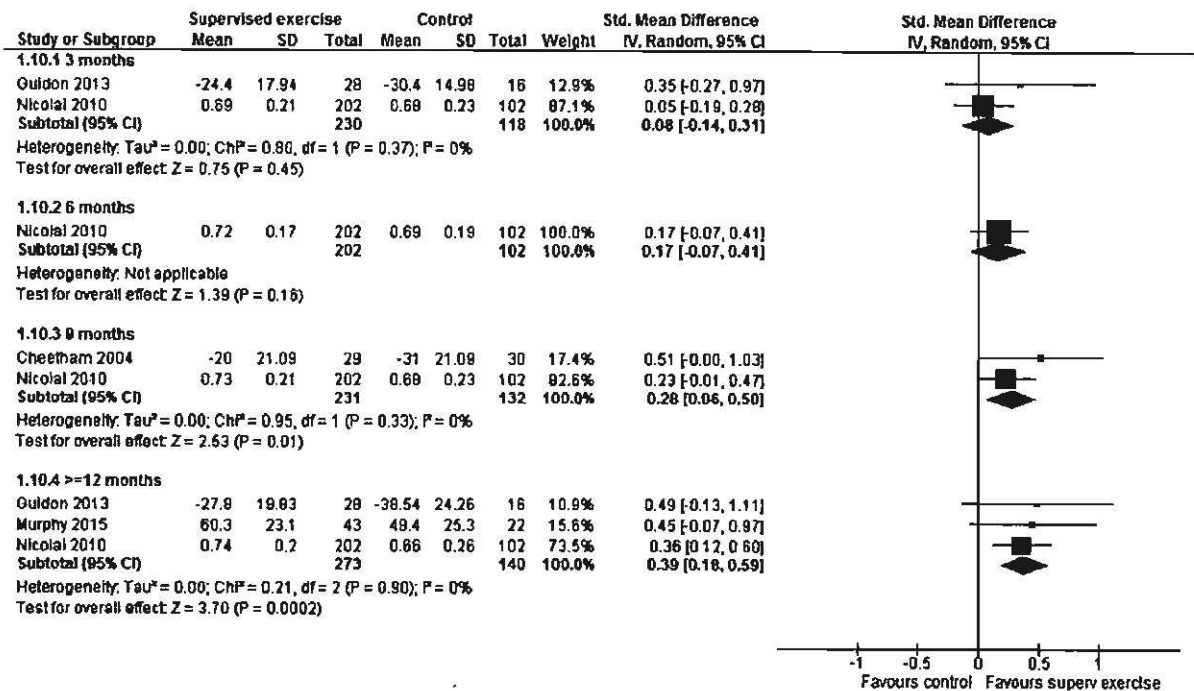 Supervised exercise Control Std. Mean Difference Std. Mean Difference
Study or Subgroup Mean SD Total Mean SD Total Weight IV, Random, 95% CI IV, Random, 95% CI
1.10.1 3 months
Guidon 2013 -24.4 17.94 28 -30.4 14.98 16 12.9% 0.35 [-0.27, 0.97]
Nicolai 2010 0.69 0.21 202 0.68 0.23 102 87.1% 0.05 [-0.19, 0.28]
Subtotal (95% CI) 230 118 100.0% 0.08 [-0.14, 0.31]
Heterogeneity: Tau² = 0.00; Chi² = 0.80, df = 1 (P = 0.37); I² = 0%
Test for overall effect: Z = 0.75 (P = 0.45)
1.10.2 6 months
Nicolai 2010 0.72 0.17 202 0.69 0.19 102 100.0% 0.17 [-0.07, 0.41]
Subtotal (95% CI) 202 102 100.0% 0.17 [-0.07, 0.41]
Heterogeneity: Not applicable
Test for overall effect: Z = 1.39 (P = 0.16)
1.10.3 9 months
Cheetham 2004 -20 21.09 29 -31 21.09 30 17.4% 0.51 [-0.00, 1.03]
Nicolai 2010 0.73 0.21 202 0.68 0.23 102 82.6% 0.23 [-0.01, 0.47]
Subtotal (95% CI) 231 132 100.0% 0.28 [0.06, 0.50]
Heterogeneity: Tau² = 0.00; Chi² = 0.95, df = 1 (P = 0.33); I² = 0%
Test for overall effect: Z = 2.53 (P = 0.01)
1.10.4 >=12 months
Guidon 2013 -27.8 19.83 28 -38.54 24.26 16 10.9% 0.49 [-0.13, 1.11]
Murphy 2015 60.3 23.1 43 49.4 25.3 22 15.6% 0.45 [-0.07, 0.97]
Nicolai 2010 0.74 0.2 202 0.66 0.26 102 73.5% 0.36 [0.12, 0.60]
Subtotal (95% CI) 273 140 100.0% 0.39 [0.18, 0.59]
Heterogeneity: Tau² = 0.00; Chi² = 0.21, df = 2 (P = 0.90); I² = 0%
Test for overall effect: Z = 3.70 (P = 0.0002)
-1 -0.5 0 0.5 1
Favours control Favours superv exercise